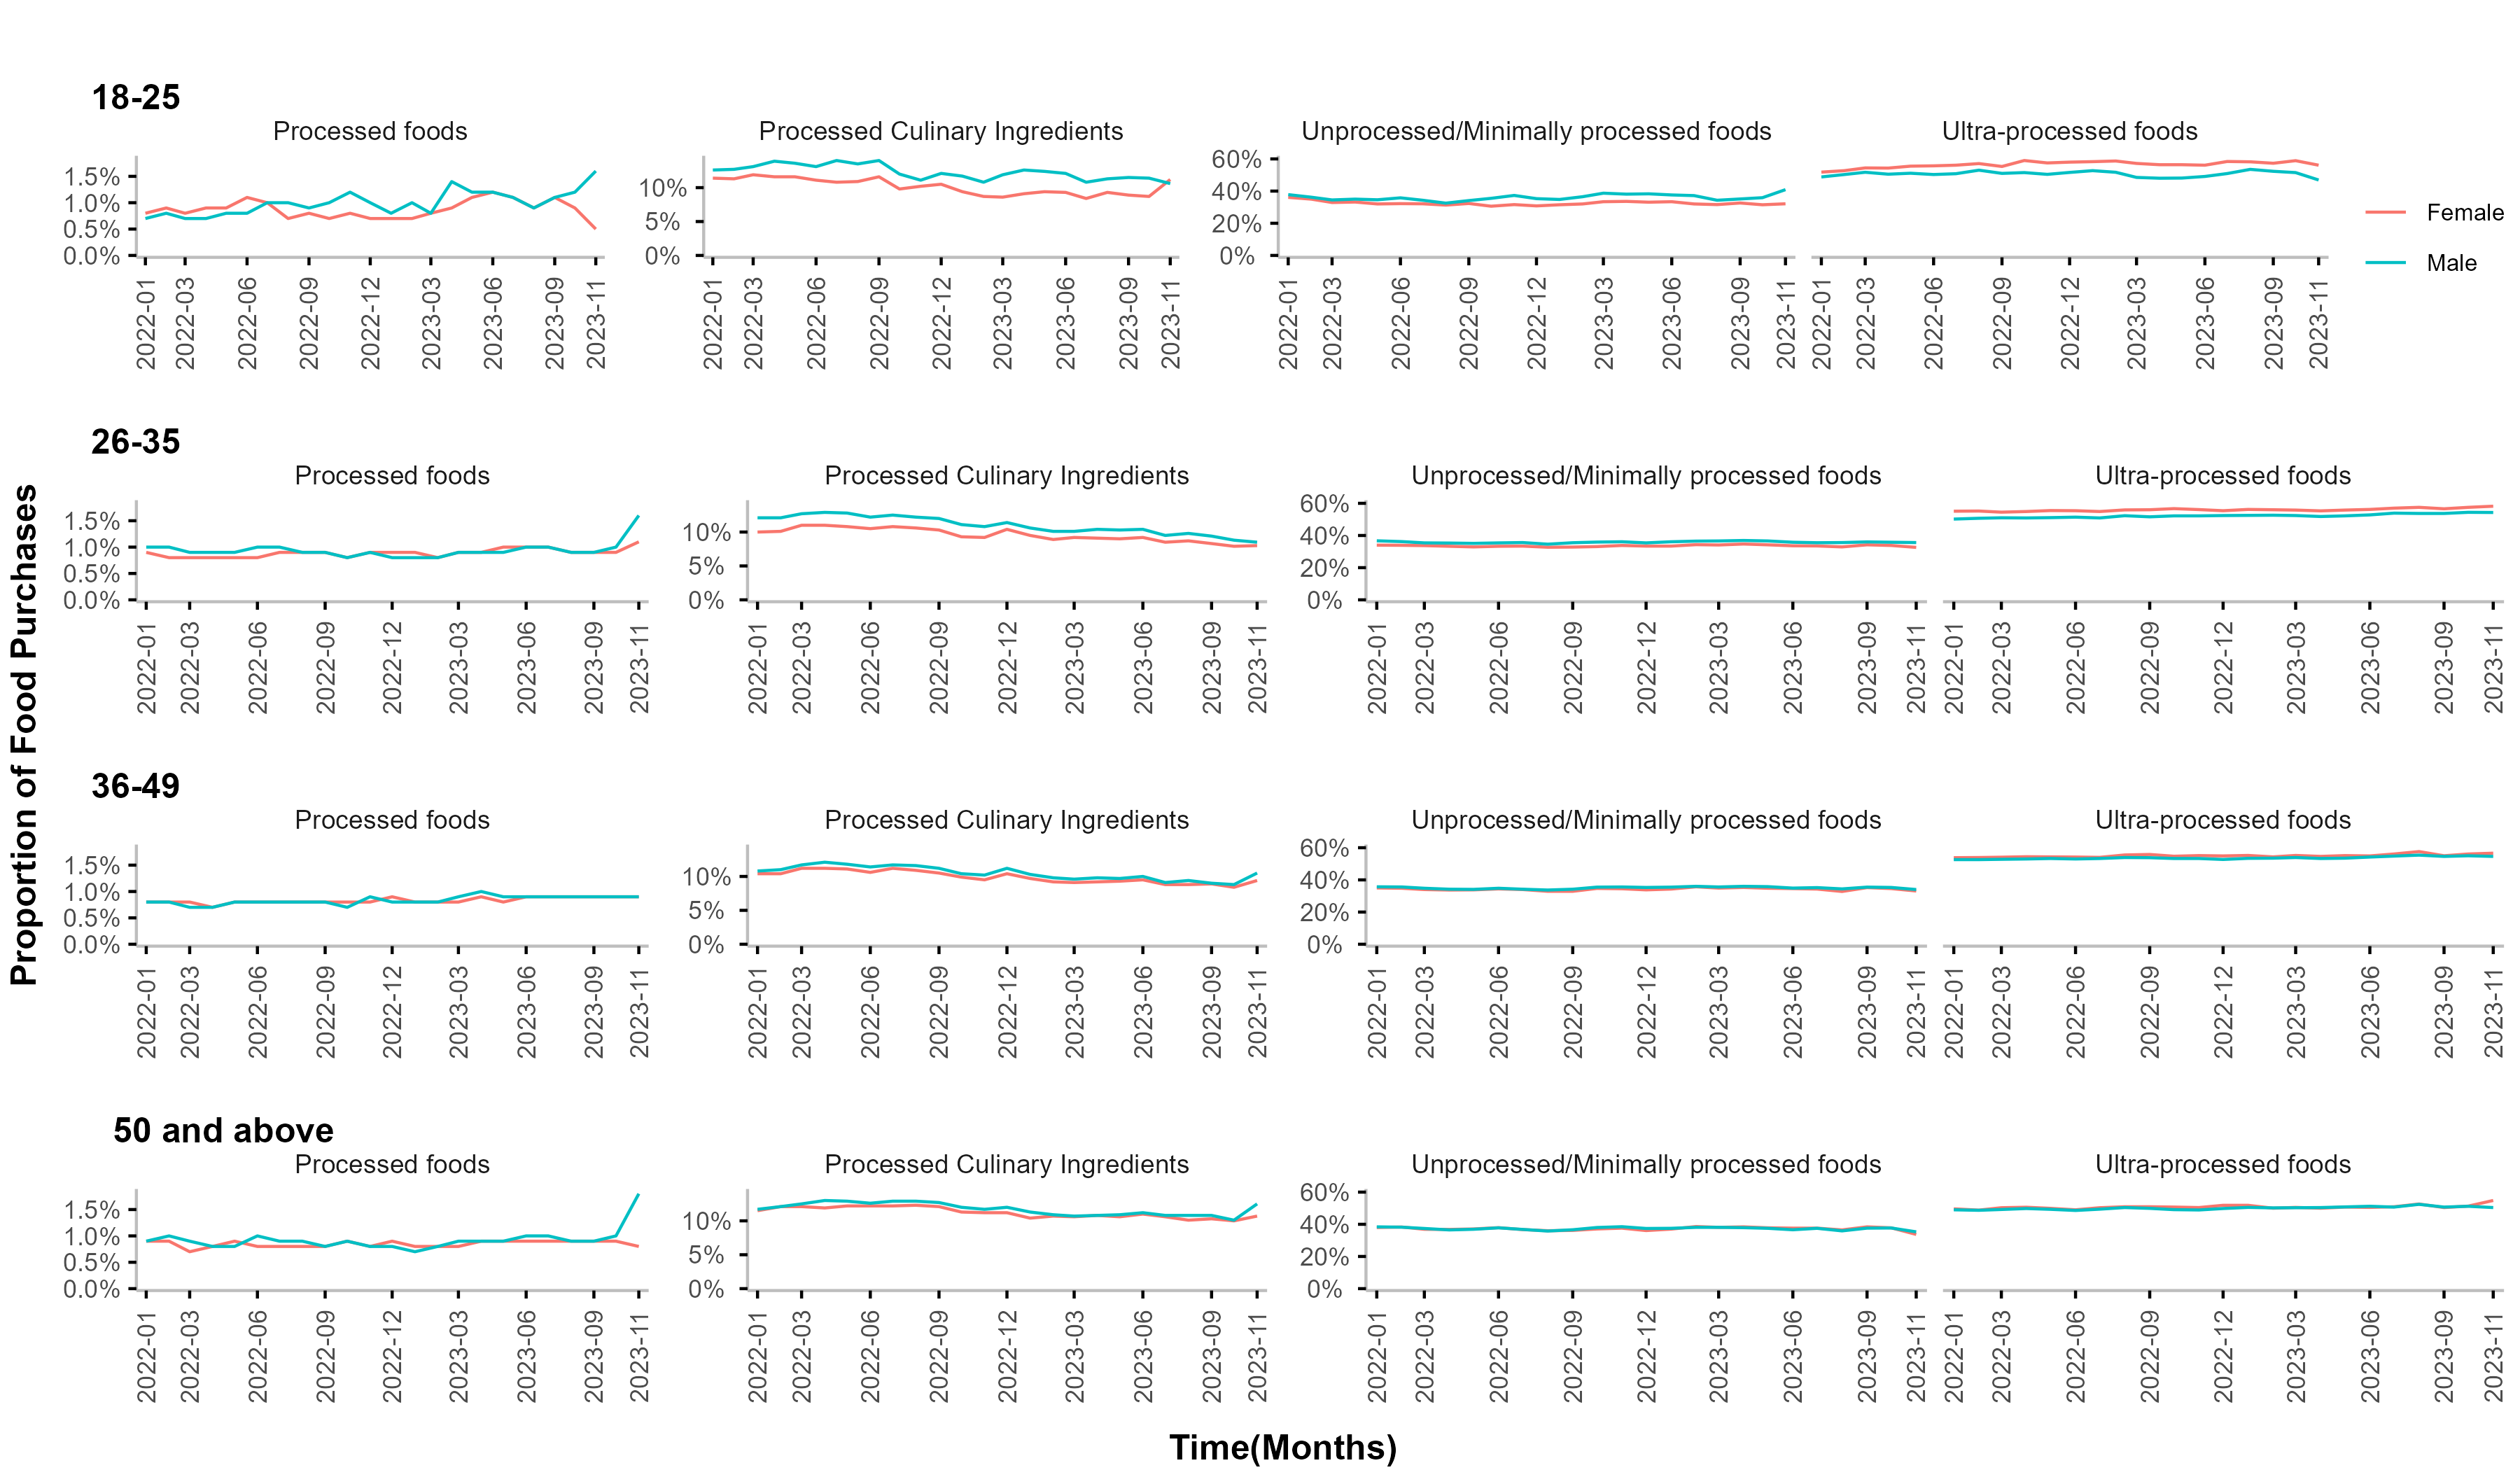 18-25
Processed foods
Processed Culinary Ingredients
Unprocessed/Minimally processed foods
Ultra-processed foods
1.5%
1.0%
0.5%
0.0%
10%
5%
0%
60%
40%
20%
0%
Female
Male
2022-01 2022-03 2022-06 2022-09 2022-12 2023-03 2023-06 2023-09 2023-11
2022-01 2022-03 2022-06 2022-09 2022-12 2023-03 2023-06 2023-09 2023-11
2022-01 2022-03 2022-06 2022-09 2022-12 2023-03 2023-06 2023-09 2023-11
2022-01 2022-03 2022-06 2022-09 2022-12 2023-03 2023-06 2023-09 2023-11
Proportion of Food Purchases
26-35
Processed foods
Processed Culinary Ingredients
Unprocessed/Minimally processed foods
Ultra-processed foods
1.5%
1.0%
0.5%
0.0%
10%
5%
0%
60%
40%
20%
0%
2022-01 2022-03 2022-06 2022-09 2022-12 2023-03 2023-06 2023-09 2023-11
2022-01 2022-03 2022-06 2022-09 2022-12 2023-03 2023-06 2023-09 2023-11
2022-01 2022-03 2022-06 2022-09 2022-12 2023-03 2023-06 2023-09 2023-11
2022-01 2022-03 2022-06 2022-09 2022-12 2023-03 2023-06 2023-09 2023-11
36-49
Processed foods
Processed Culinary Ingredients
Unprocessed/Minimally processed foods
Ultra-processed foods
1.5%
1.0%
0.5%
0.0%
10%
5%
0%
60%
40%
20%
0%
2022-01 2022-03 2022-06 2022-09 2022-12 2023-03 2023-06 2023-09 2023-11
2022-01 2022-03 2022-06 2022-09 2022-12 2023-03 2023-06 2023-09 2023-11
2022-01 2022-03 2022-06 2022-09 2022-12 2023-03 2023-06 2023-09 2023-11
2022-01 2022-03 2022-06 2022-09 2022-12 2023-03 2023-06 2023-09 2023-11
50 and above
Processed foods
Processed Culinary Ingredients
Unprocessed/Minimally processed foods
Ultra-processed foods
1.5%
1.0%
0.5%
0.0%
10%
5%
0%
60%
40%
20%
0%
2022-01 2022-03 2022-06 2022-09 2022-12 2023-03 2023-06 2023-09 2023-11
2022-01 2022-03 2022-06 2022-09 2022-12 2023-03 2023-06 2023-09 2023-11
2022-01 2022-03 2022-06 2022-09 2022-12 2023-03 2023-06 2023-09 2023-11
2022-01 2022-03 2022-06 2022-09 2022-12 2023-03 2023-06 2023-09 2023-11
Time(Months)